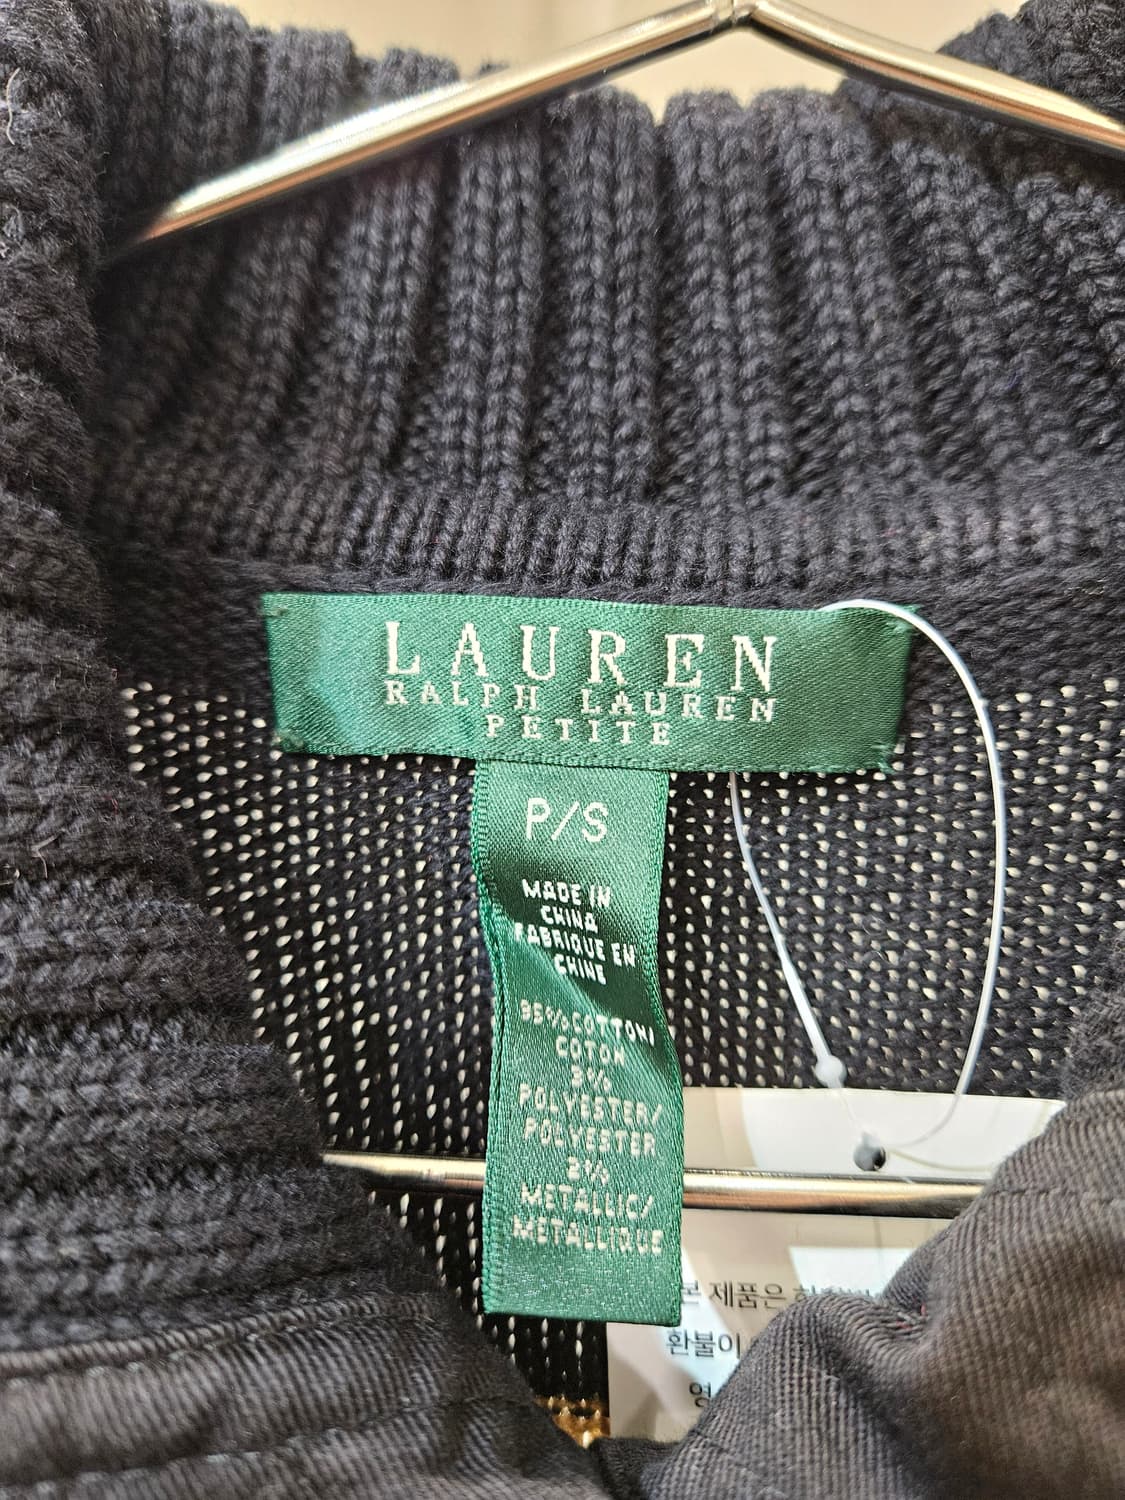 LAUREN
RALPH LAUREN
PETITE
P/S
MADE IN
CHINA
FABRIQUE EN
CHINE
95% COTTON/
COTON
3%
POLYESTER/
POLYESTER
2%
METALLIC/
METALLIQUE
본 제품은
환불이